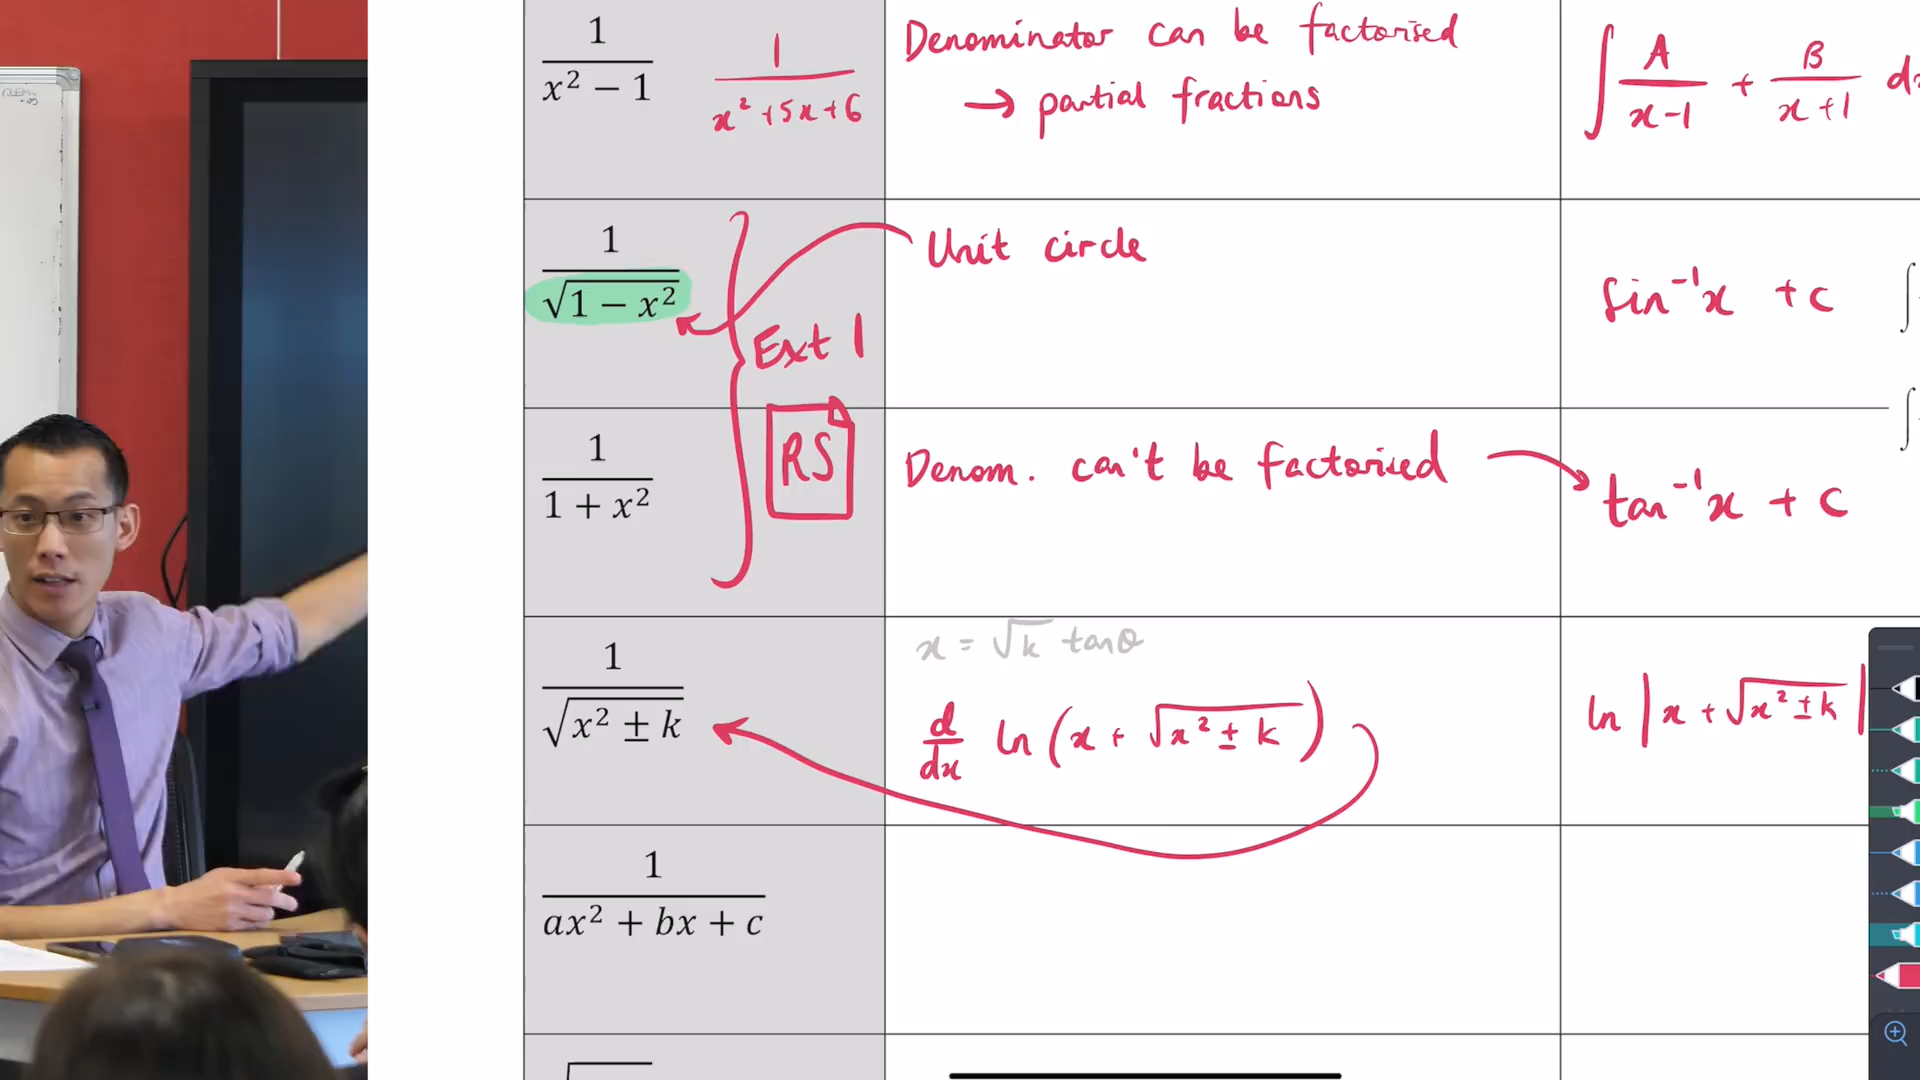 1/(x² − 1)
1/(x² + 5x + 6)
Denominator can be factorised
→ partial fractions
∫ A/(x−1) + B/(x+1)
1/√(1 − x²)
Ext 1
Unit circle
sin⁻¹x + c
∫
1/(1 + x²)
RS
Denom. can't be factorised
tan⁻¹x + c
∫
1/√(x² ± k)
x = √k tanθ
d/dx ln(x + √(x² ± k))
ln|x + √(x² ± k)|
1/(ax² + bx + c)